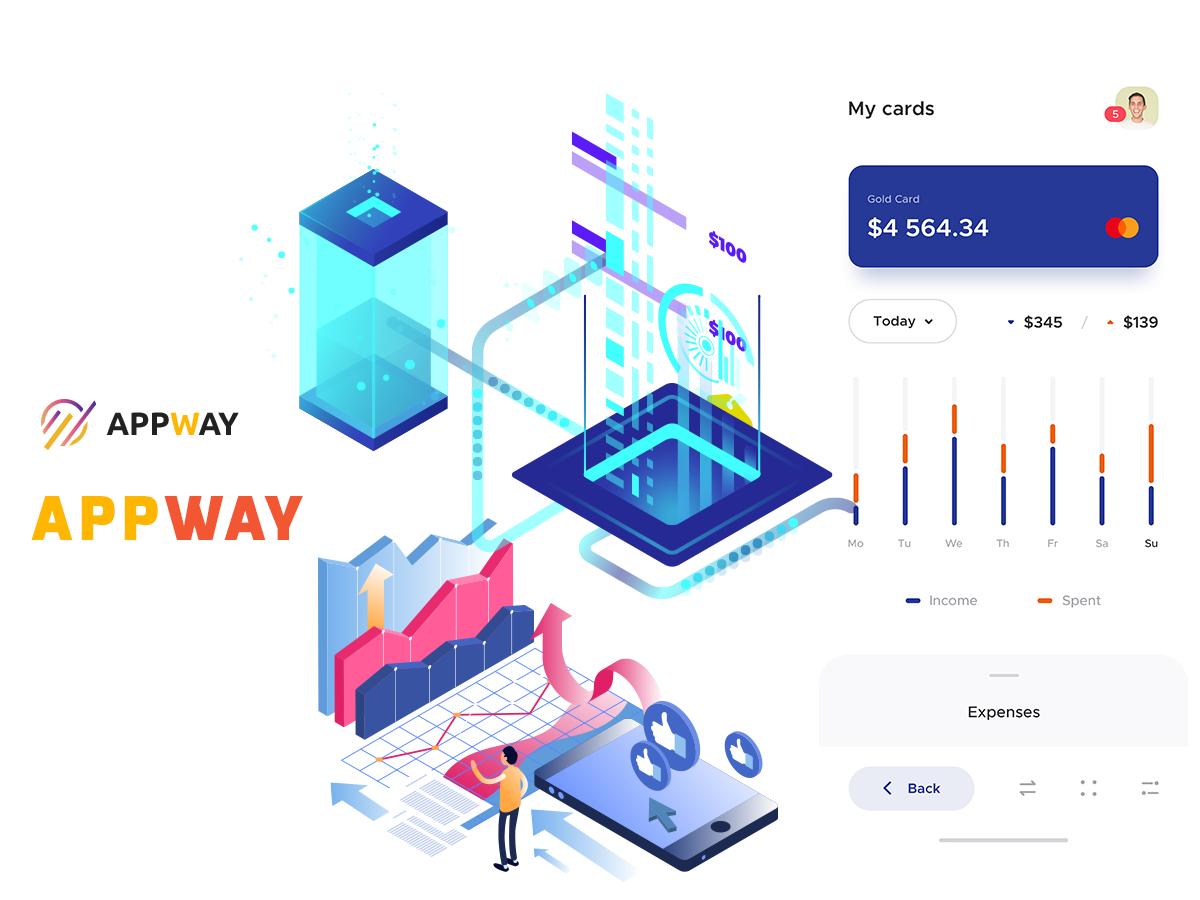 APPWAY
APPWAY
$100
$100
My cards
5
Gold Card
$4 564.34
Today
$345 / $139
Mo Tu We Th Fr Sa Su
Income Spent
Expenses
Back